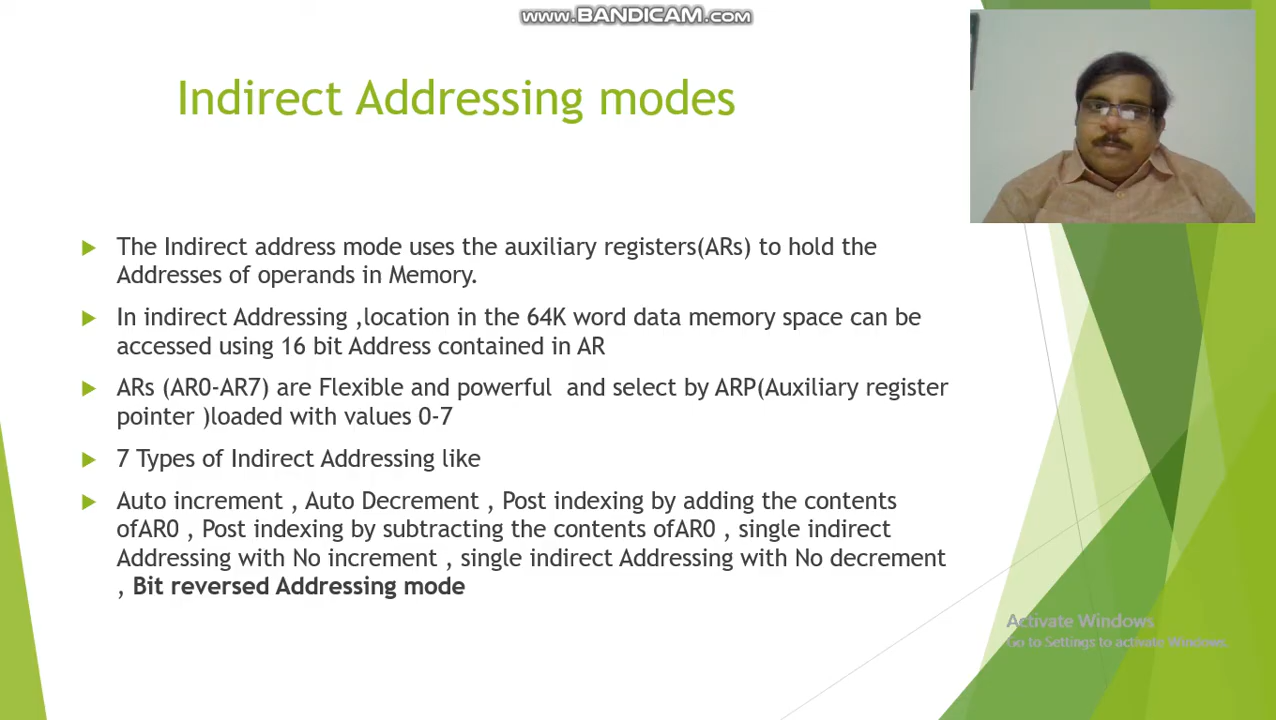 www.BANDICAM.com
Indirect Addressing modes
The Indirect address mode uses the auxiliary registers(ARs) to hold the
Addresses of operands in Memory.
In indirect Addressing ,location in the 64K word data memory space can be
accessed using 16 bit Address contained in AR
ARs (AR0-AR7) are Flexible and powerful  and select by ARP(Auxiliary register
pointer )loaded with values 0-7
7 Types of Indirect Addressing like
Auto increment , Auto Decrement , Post indexing by adding the contents
ofAR0 , Post indexing by subtracting the contents ofAR0 , single indirect
Addressing with No increment , single indirect Addressing with No decrement
, Bit reversed Addressing mode
Activate Windows
Go to Settings to activate Windows.